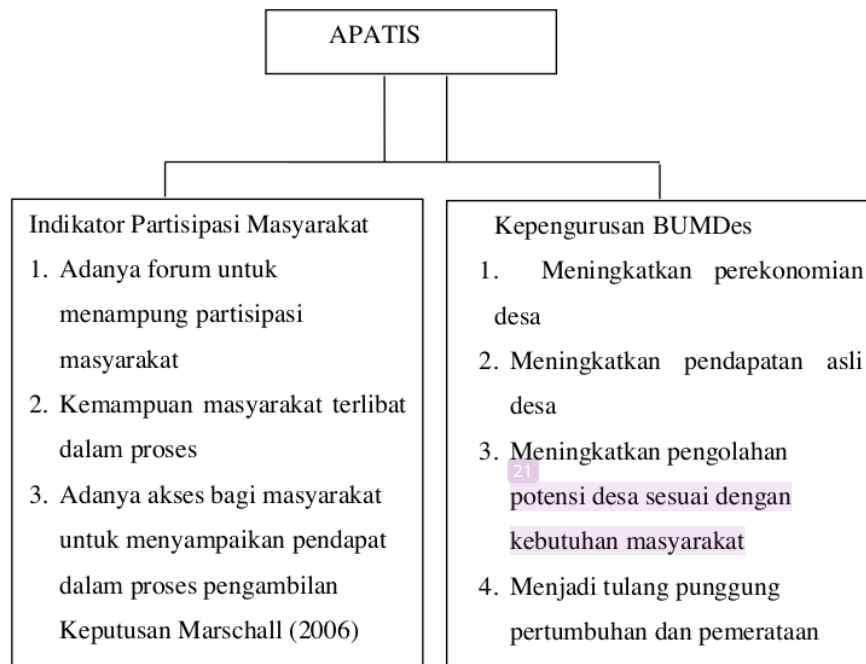 APATIS
Indikator Partisipasi Masyarakat
1. Adanya forum untuk
menampung partisipasi
masyarakat
2. Kemampuan masyarakat terlibat
dalam proses
3. Adanya akses bagi masyarakat
untuk menyampaikan pendapat
dalam proses pengambilan
Keputusan Marschall (2006)
Kepengurusan BUMDes
1. Meningkatkan perekonomian
desa
2. Meningkatkan pendapatan asli
desa
3. Meningkatkan pengolahan
21
potensi desa sesuai dengan
kebutuhan masyarakat
4. Menjadi tulang punggung
pertumbuhan dan pemerataan